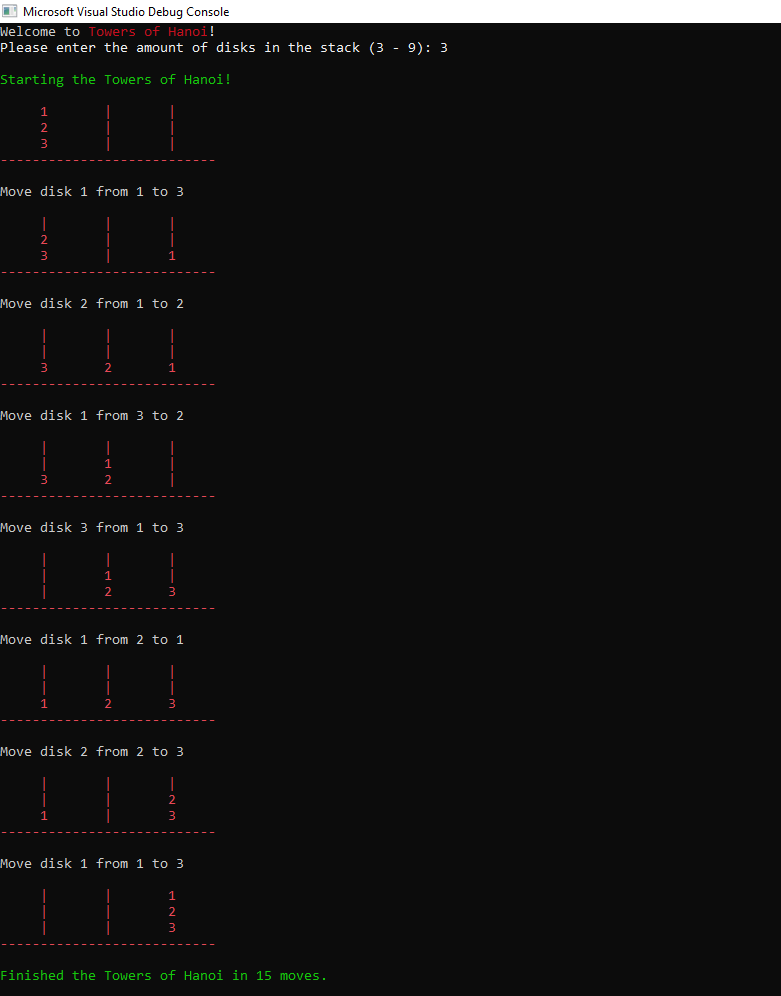 Microsoft Visual Studio Debug Console
Welcome to Towers of Hanoi!
Please enter the amount of disks in the stack (3 - 9): 3
Starting the Towers of Hanoi!
     1       |       |
     2       |       |
     3       |       |
---------------------------
Move disk 1 from 1 to 3
     |       |       |
     2       |       |
     3       |       1
---------------------------
Move disk 2 from 1 to 2
     |       |       |
     |       |       |
     3       2       1
---------------------------
Move disk 1 from 3 to 2
     |       |       |
     |       1       |
     3       2       |
---------------------------
Move disk 3 from 1 to 3
     |       |       |
     |       1       |
     |       2       3
---------------------------
Move disk 1 from 2 to 1
     |       |       |
     |       |       |
     1       2       3
---------------------------
Move disk 2 from 2 to 3
     |       |       |
     |       |       2
     1       |       3
---------------------------
Move disk 1 from 1 to 3
     |       |       1
     |       |       2
     |       |       3
---------------------------
Finished the Towers of Hanoi in 15 moves.